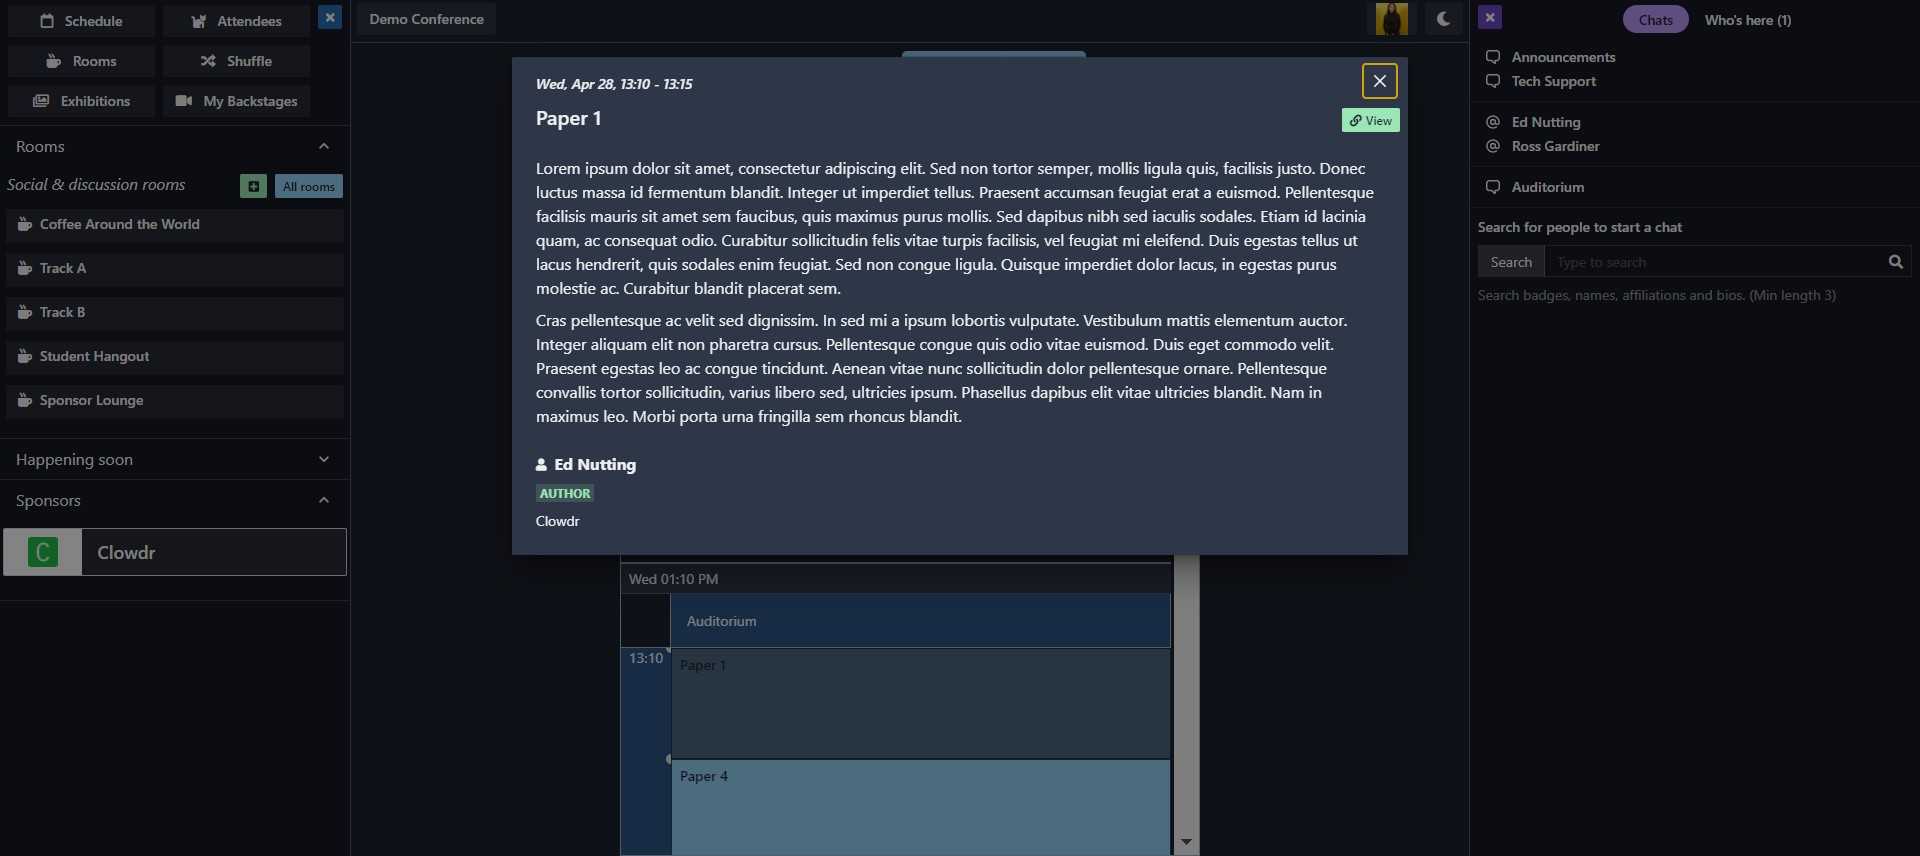 Schedule
Attendees
Rooms
Shuffle
Exhibitions
My Backstages
Rooms
Social & discussion rooms
All rooms
Coffee Around the World
Track A
Track B
Student Hangout
Sponsor Lounge
Happening soon
Sponsors
C
Clowdr
Demo Conference
Wed, Apr 28, 13:10 - 13:15
Paper 1
View
Lorem ipsum dolor sit amet, consectetur adipiscing elit. Sed non tortor semper, mollis ligula quis, facilisis justo. Donec
luctus massa id fermentum blandit. Integer ut imperdiet tellus. Praesent accumsan feugiat erat a euismod. Pellentesque
facilisis mauris sit amet sem faucibus, quis maximus purus mollis. Sed dapibus nibh sed iaculis sodales. Etiam id lacinia
quam, ac consequat odio. Curabitur sollicitudin felis vitae turpis facilisis, vel feugiat mi eleifend. Duis egestas tellus ut
lacus hendrerit, quis sodales enim feugiat. Sed non congue ligula. Quisque imperdiet dolor lacus, in egestas purus
molestie ac. Curabitur blandit placerat sem.
Cras pellentesque ac velit sed dignissim. In sed mi a ipsum lobortis vulputate. Vestibulum mattis elementum auctor.
Integer aliquam elit non pharetra cursus. Pellentesque congue quis odio vitae euismod. Duis eget commodo velit.
Praesent egestas leo ac congue tincidunt. Aenean vitae nunc sollicitudin dolor pellentesque ornare. Pellentesque
convallis tortor sollicitudin, varius libero sed, ultricies ipsum. Phasellus dapibus elit vitae ultricies blandit. Nam in
maximus leo. Morbi porta urna fringilla sem rhoncus blandit.
Ed Nutting
AUTHOR
Clowdr
Wed 01:10 PM
Auditorium
13:10
Paper 1
Paper 4
Chats
Who's here (1)
Announcements
Tech Support
Ed Nutting
Ross Gardiner
Auditorium
Search for people to start a chat
Search
Type to search
Search badges, names, affiliations and bios. (Min length 3)